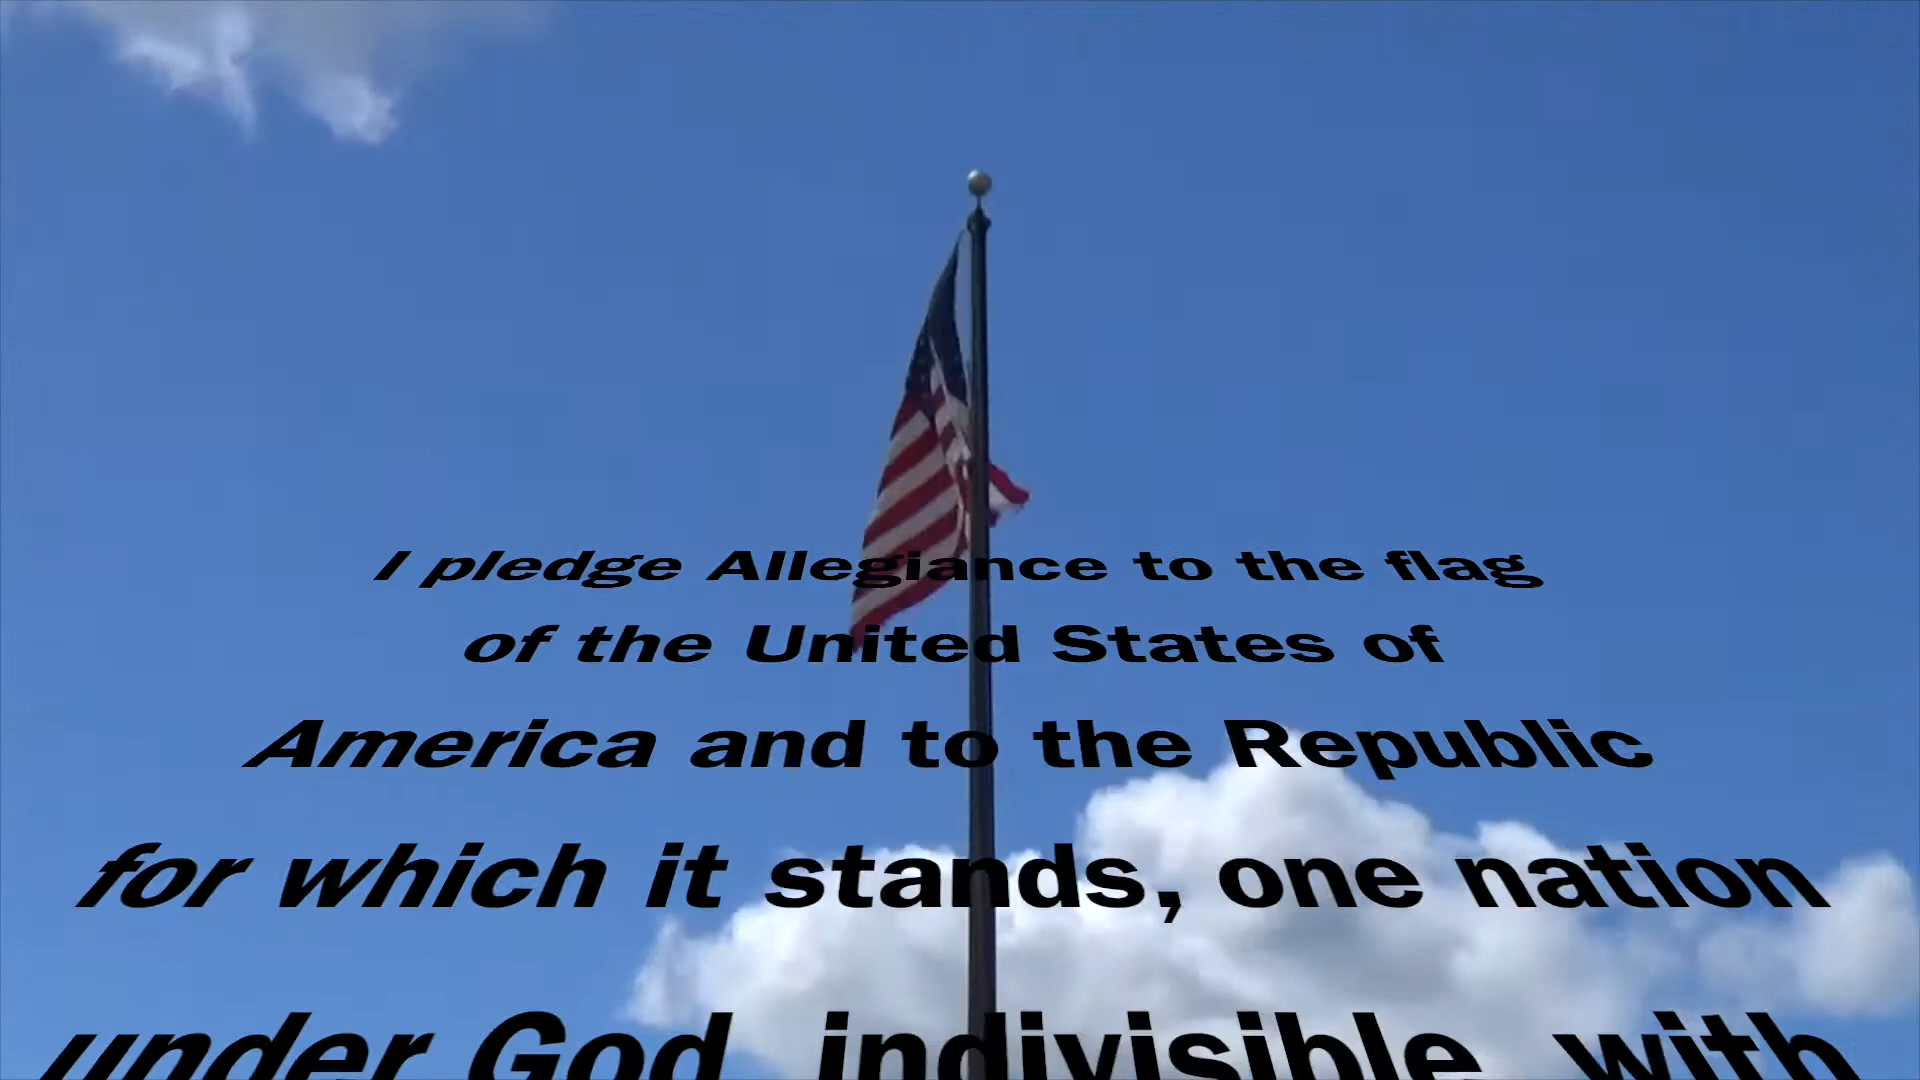 I pledge Allegiance to the flag
of the United States of
America and to the Republic
for which it stands, one nation
under God, indivisible, with